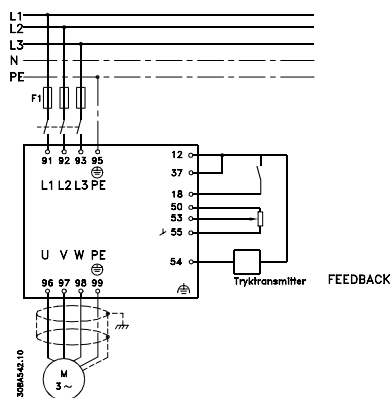 L1
L2
L3
N
PE
F1
91 92 93 95
L1 L2 L3 PE
12
37
18
50
53
55
54
U V W PE
96 97 98 99
Tryktransmitter
FEEDBACK
M
3 ~
30BA542.10